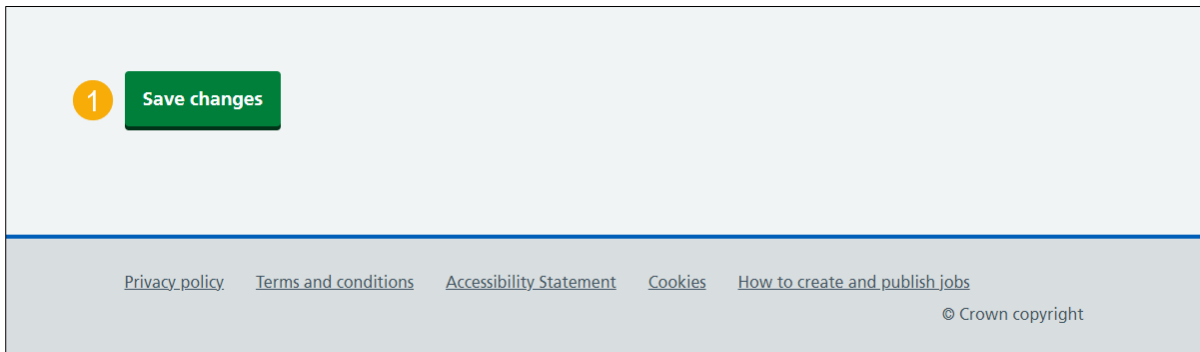 1 Save changes
Privacy policy Terms and conditions Accessibility Statement Cookies How to create and publish jobs
© Crown copyright